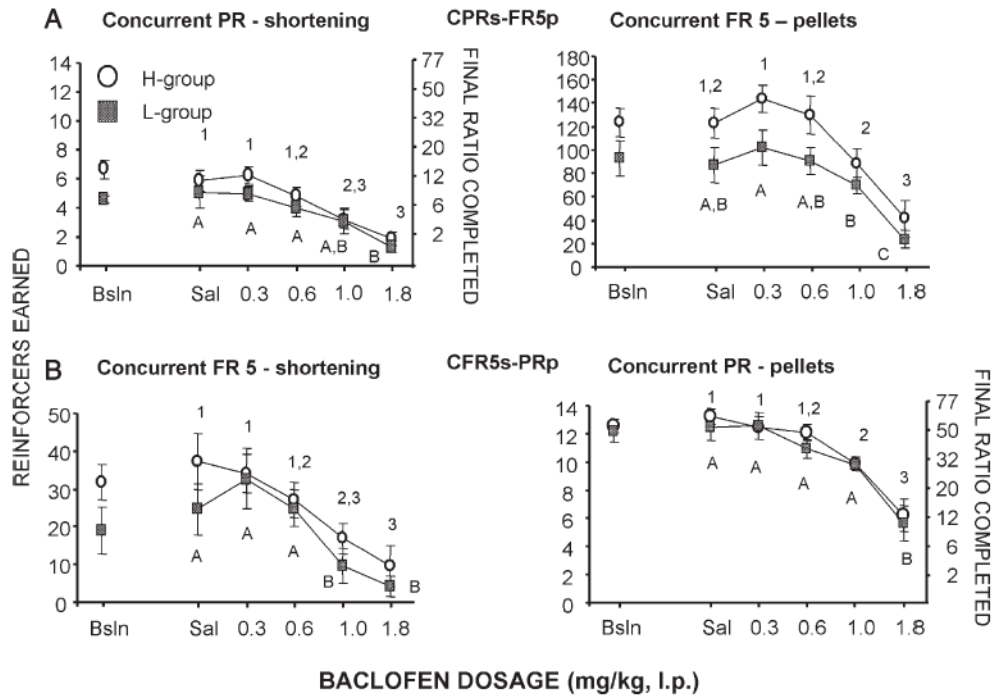 A
Concurrent PR - shortening
CPRs-FR5p
Concurrent FR 5 – pellets
14
12
10
8
6
4
2
0
H-group
L-group
1
1
1,2
2,3
3
A
A
A
A,B
B
77
50
32
20
12
6
2
FINAL RATIO COMPLETED
Bsln
Sal
0.3
0.6
1.0
1.8
180
160
140
120
100
80
60
40
20
0
1,2
1
1,2
2
3
A,B
A
A,B
B
C
Bsln
Sal
0.3
0.6
1.0
1.8
REINFORCERS EARNED
B
Concurrent FR 5 - shortening
CFR5s-PRp
Concurrent PR - pellets
50
40
30
20
10
0
1
1
1,2
2,3
3
A
A
A
B
B
Bsln
Sal
0.3
0.6
1.0
1.8
14
12
10
8
6
4
2
0
1
1
1,2
2
3
A
A
A
A
B
77
50
32
20
12
6
2
FINAL RATIO COMPLETED
Bsln
Sal
0.3
0.6
1.0
1.8
BACLOFEN DOSAGE (mg/kg, I.p.)